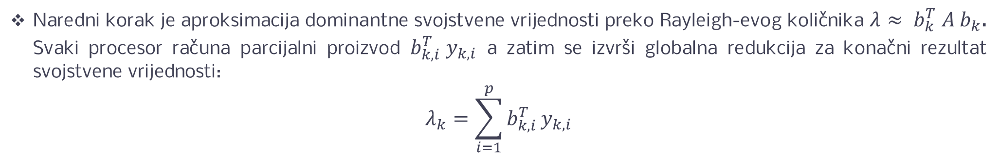 ❖ Naredni korak je aproksimacija dominantne svojstvene vrijednosti preko Rayleigh-evog količnika $\lambda \approx b_k^T A b_k$.
Svaki procesor računa parcijalni proizvod $b_{k,i}^T y_{k,i}$ a zatim se izvrši globalna redukcija za konačni rezultat
svojstvene vrijednosti:
$\lambda_k = \sum_{i=1}^{p} b_{k,i}^T y_{k,i}$